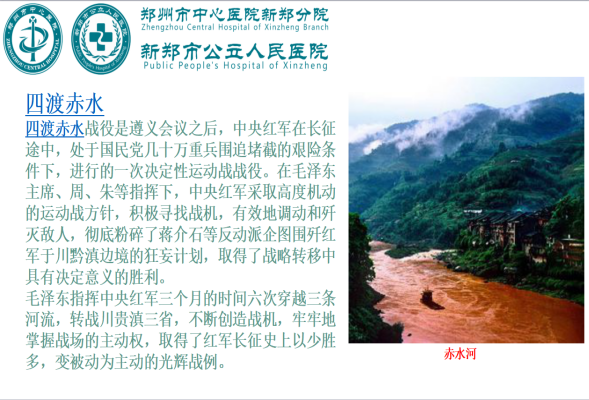 郑州市中心医院新郑分院
Zhengzhou Central Hospital of Xinzheng Branch
新郑市公立人民医院
Public People's Hospital of Xinzheng
四渡赤水
四渡赤水战役是遵义会议之后，中央红军在长征
途中，处于国民党几十万重兵围追堵截的艰险条
件下，进行的一次决定性运动战战役。在毛泽东
主席、周、朱等指挥下，中央红军采取高度机动
的运动战方针，积极寻找战机，有效地调动和歼
灭敌人，彻底粉碎了蒋介石等反动派企图围歼红
军于川黔滇边境的狂妄计划，取得了战略转移中
具有决定意义的胜利。
毛泽东指挥中央红军三个月的时间六次穿越三条
河流，转战川贵滇三省，不断创造战机，牢牢地
掌握战场的主动权，取得了红军长征史上以少胜
多，变被动为主动的光辉战例。
赤水河